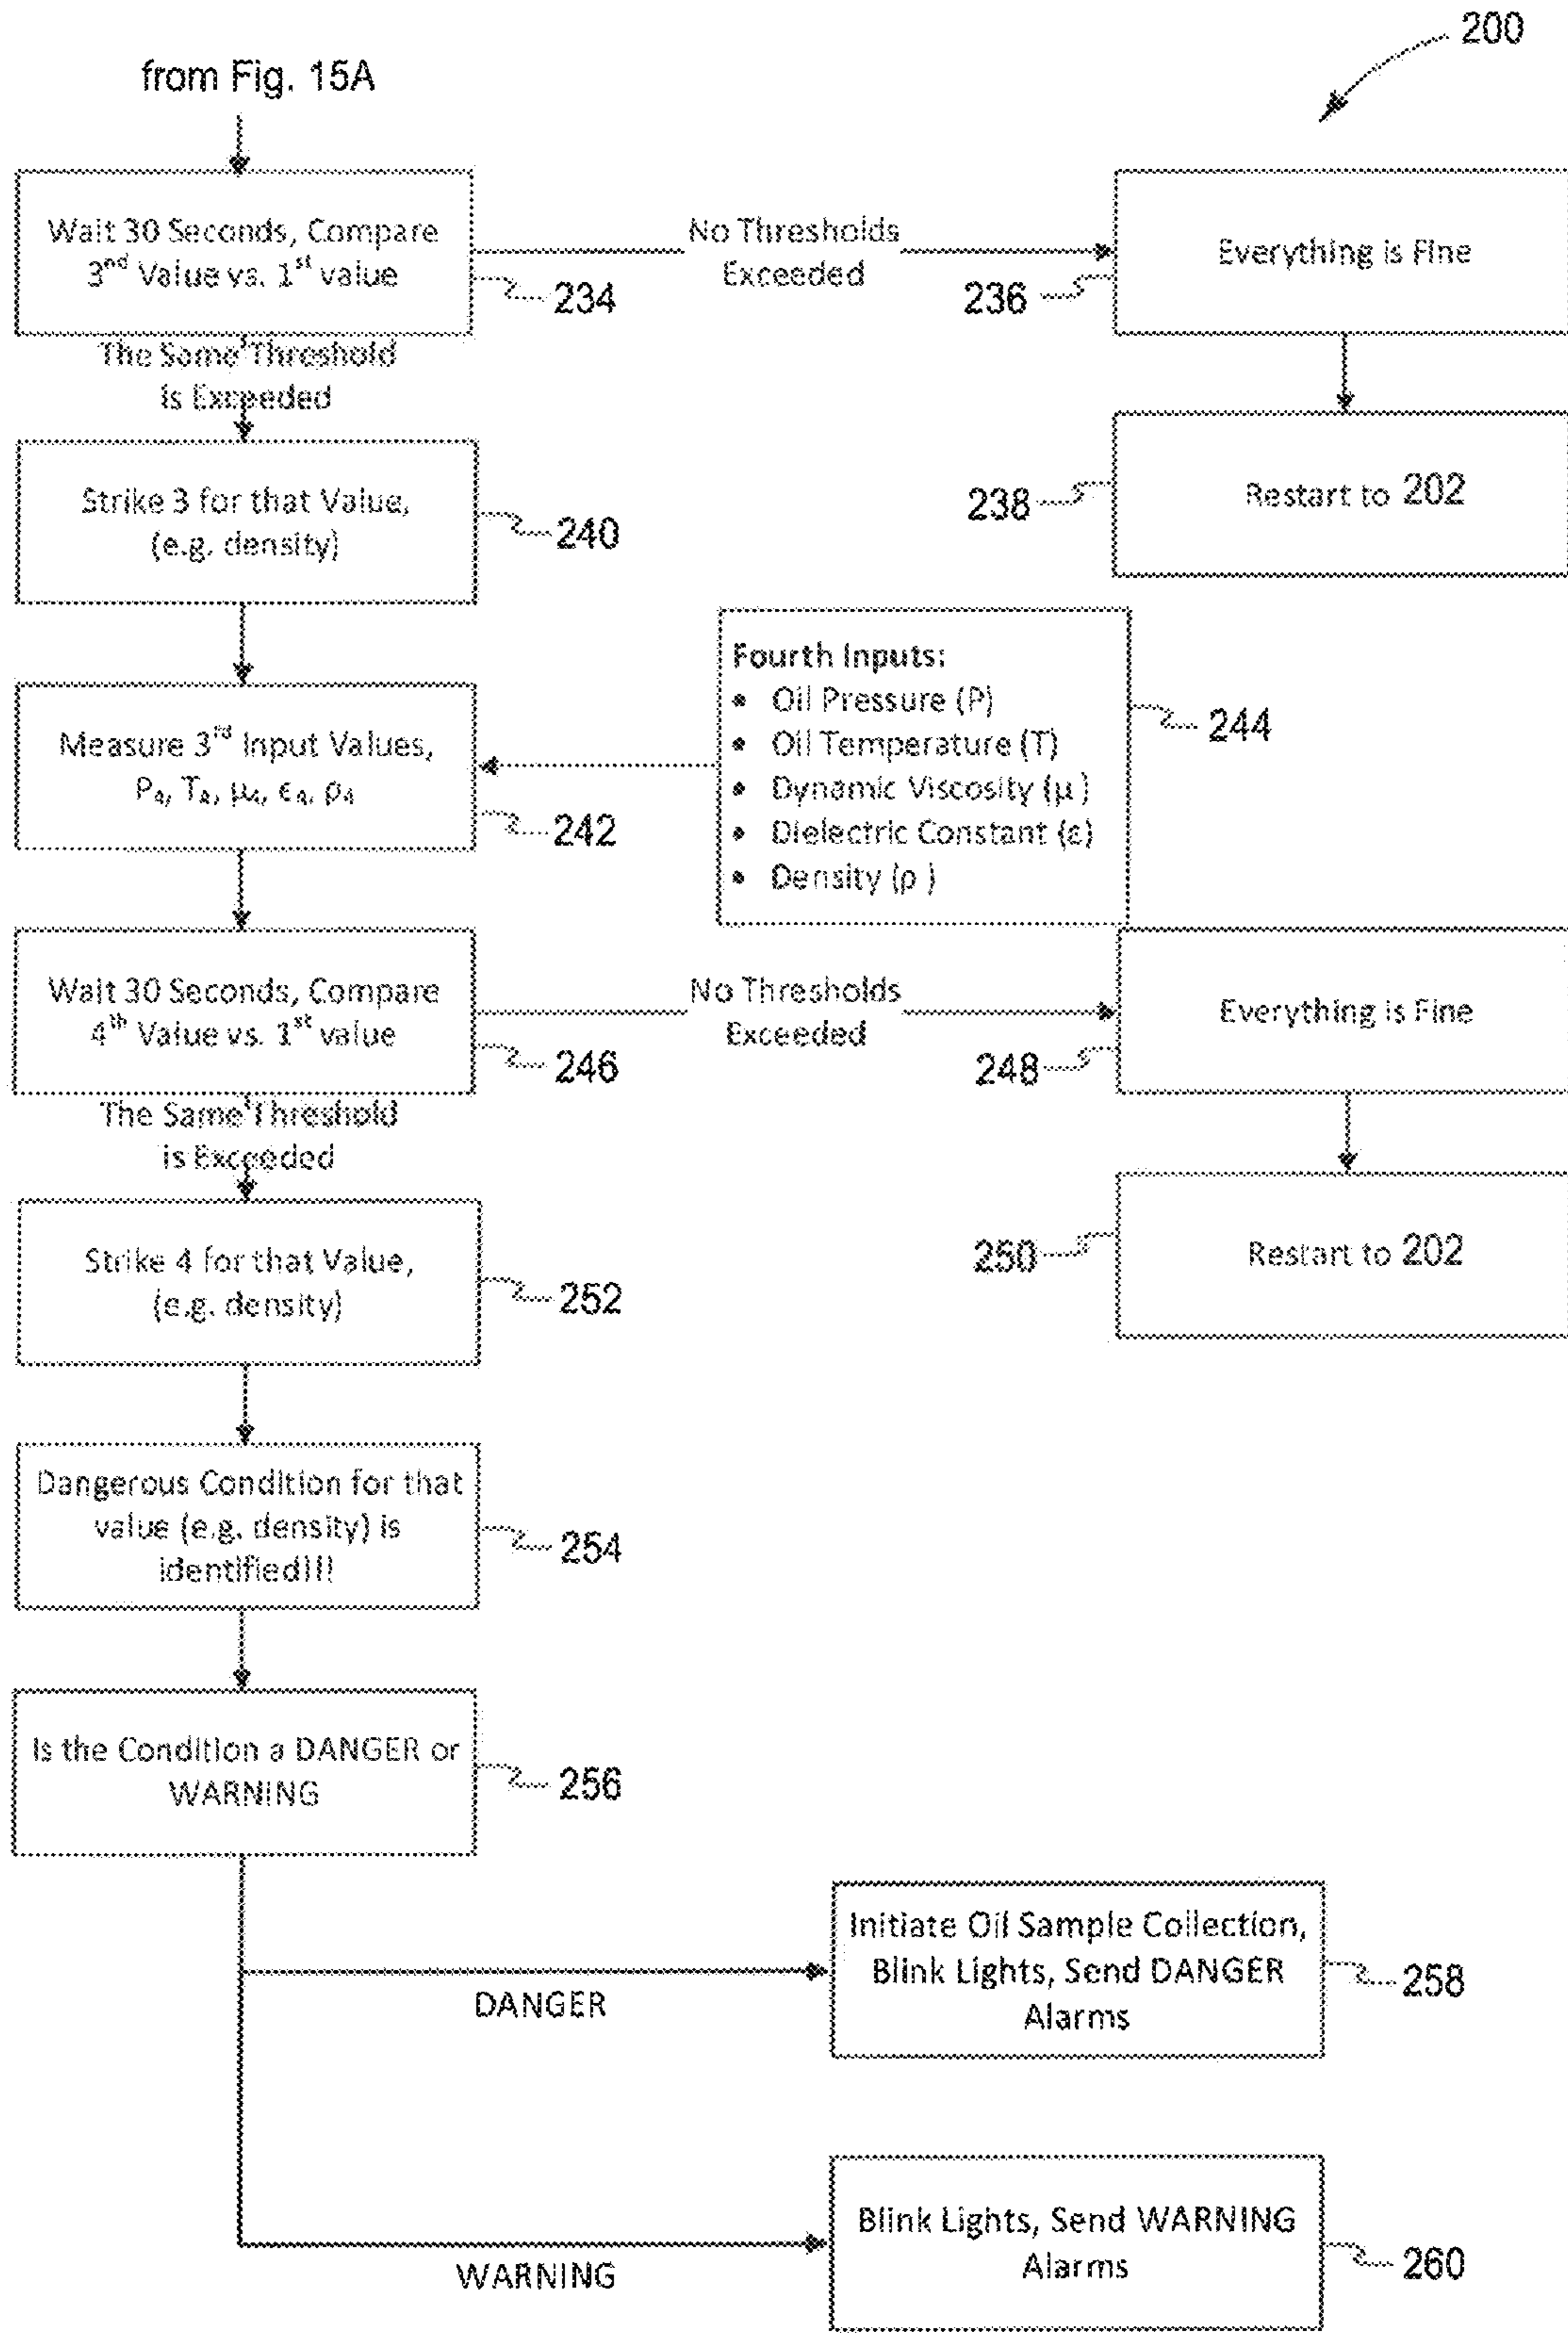 200
from Fig. 15A
Wait 30 Seconds, Compare
3nd Value vs. 1st value
234
No Thresholds
Exceeded
236
Everything is Fine
The Same Threshold
is Exceeded
238
Restart to 202
Strike 3 for that Value,
(e.g. density)
240
Measure 3rd Input Values,
P4, T4, μ4, ϵ4, ρ4
242
Fourth Inputs:
• Oil Pressure (P)
• Oil Temperature (T)
• Dynamic Viscosity (μ )
• Dielectric Constant (ε)
• Density (ρ )
244
Wait 30 Seconds, Compare
4th Value vs. 1st value
246
No Thresholds
Exceeded
248
Everything is Fine
The Same Threshold
is Exceeded
250
Restart to 202
Strike 4 for that Value,
(e.g. density)
252
Dangerous Condition for that
value (e.g. density) is
identified!!!
254
Is the Condition a DANGER or
WARNING
256
DANGER
Initiate Oil Sample Collection,
Blink Lights, Send DANGER
Alarms
258
WARNING
Blink Lights, Send WARNING
Alarms
260